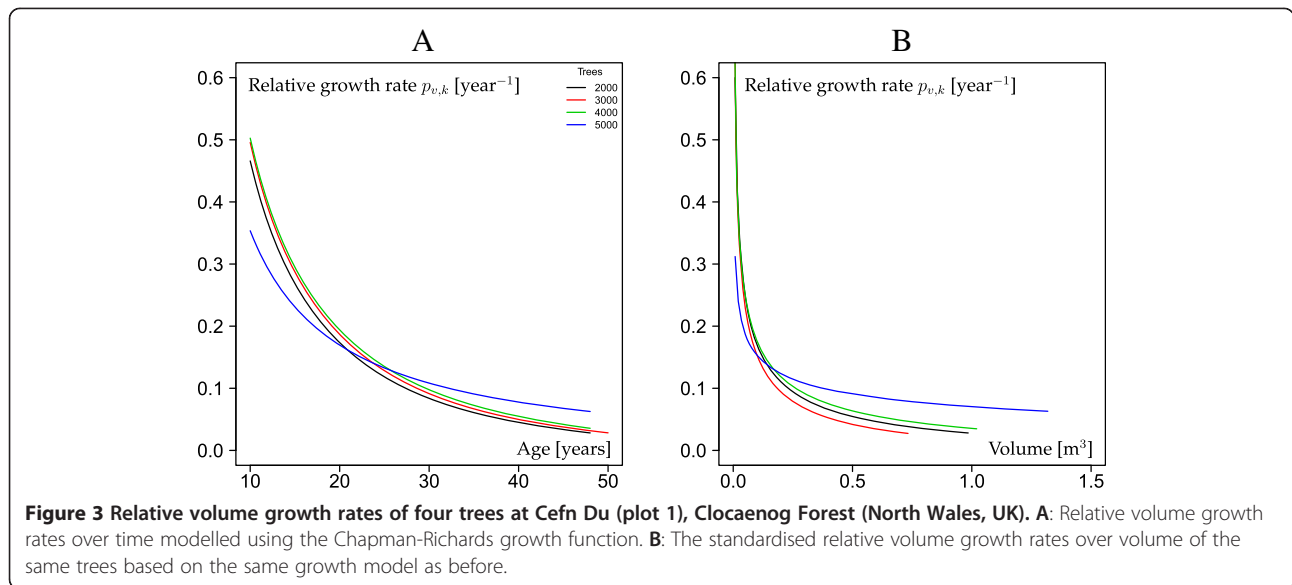 A
B
Relative growth rate p_{v,k} [year⁻¹]
Trees
2000
3000
4000
5000
0.6
0.5
0.4
0.3
0.2
0.1
0.0
Age [years]
10 20 30 40 50
Relative growth rate p_{v,k} [year⁻¹]
0.6
0.5
0.4
0.3
0.2
0.1
0.0
Volume [m³]
0.0 0.5 1.0 1.5
Figure 3 Relative volume growth rates of four trees at Cefn Du (plot 1), Clocaenog Forest (North Wales, UK). A: Relative volume growth
rates over time modelled using the Chapman-Richards growth function. B: The standardised relative volume growth rates over volume of the
same trees based on the same growth model as before.